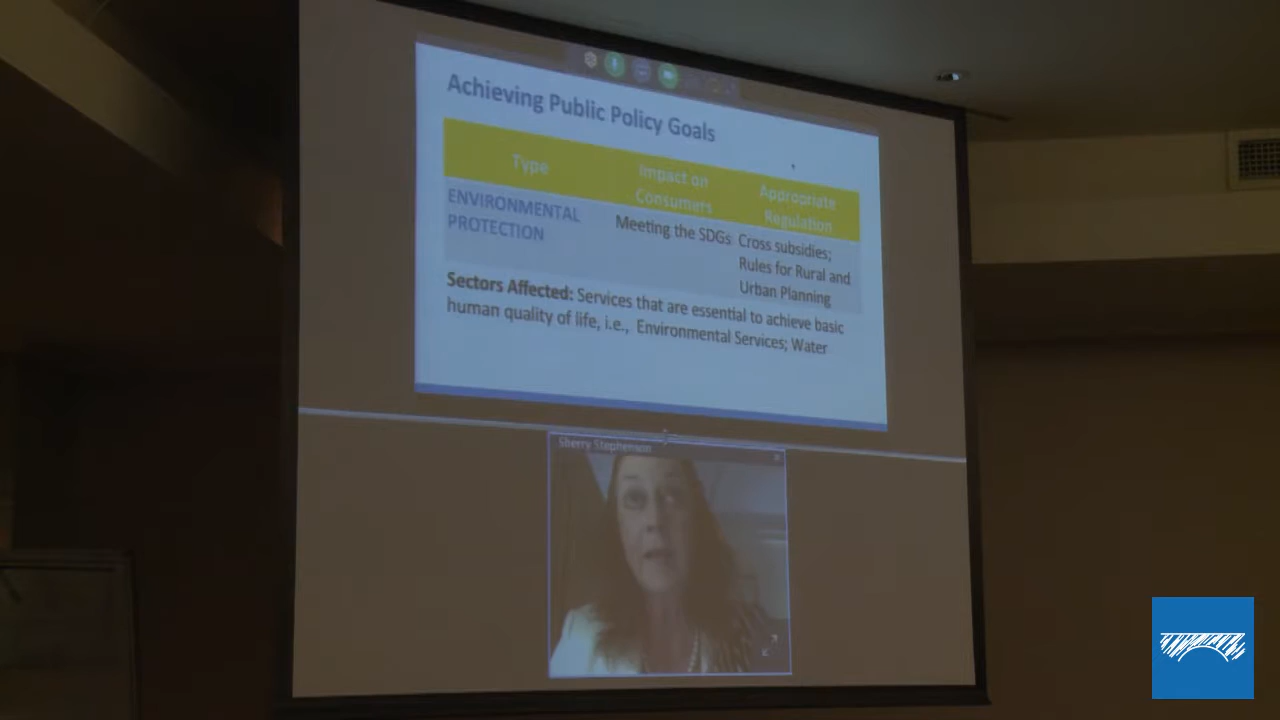 Achieving Public Policy Goals
Type
Impact on
Consumers
Appropriate
Regulation
ENVIRONMENTAL
PROTECTION
Meeting the SDGs
Cross subsidies;
Rules for Rural and
Urban Planning
Sectors Affected: Services that are essential to achieve basic
human quality of life, i.e., Environmental Services; Water
Sherry Stephenson